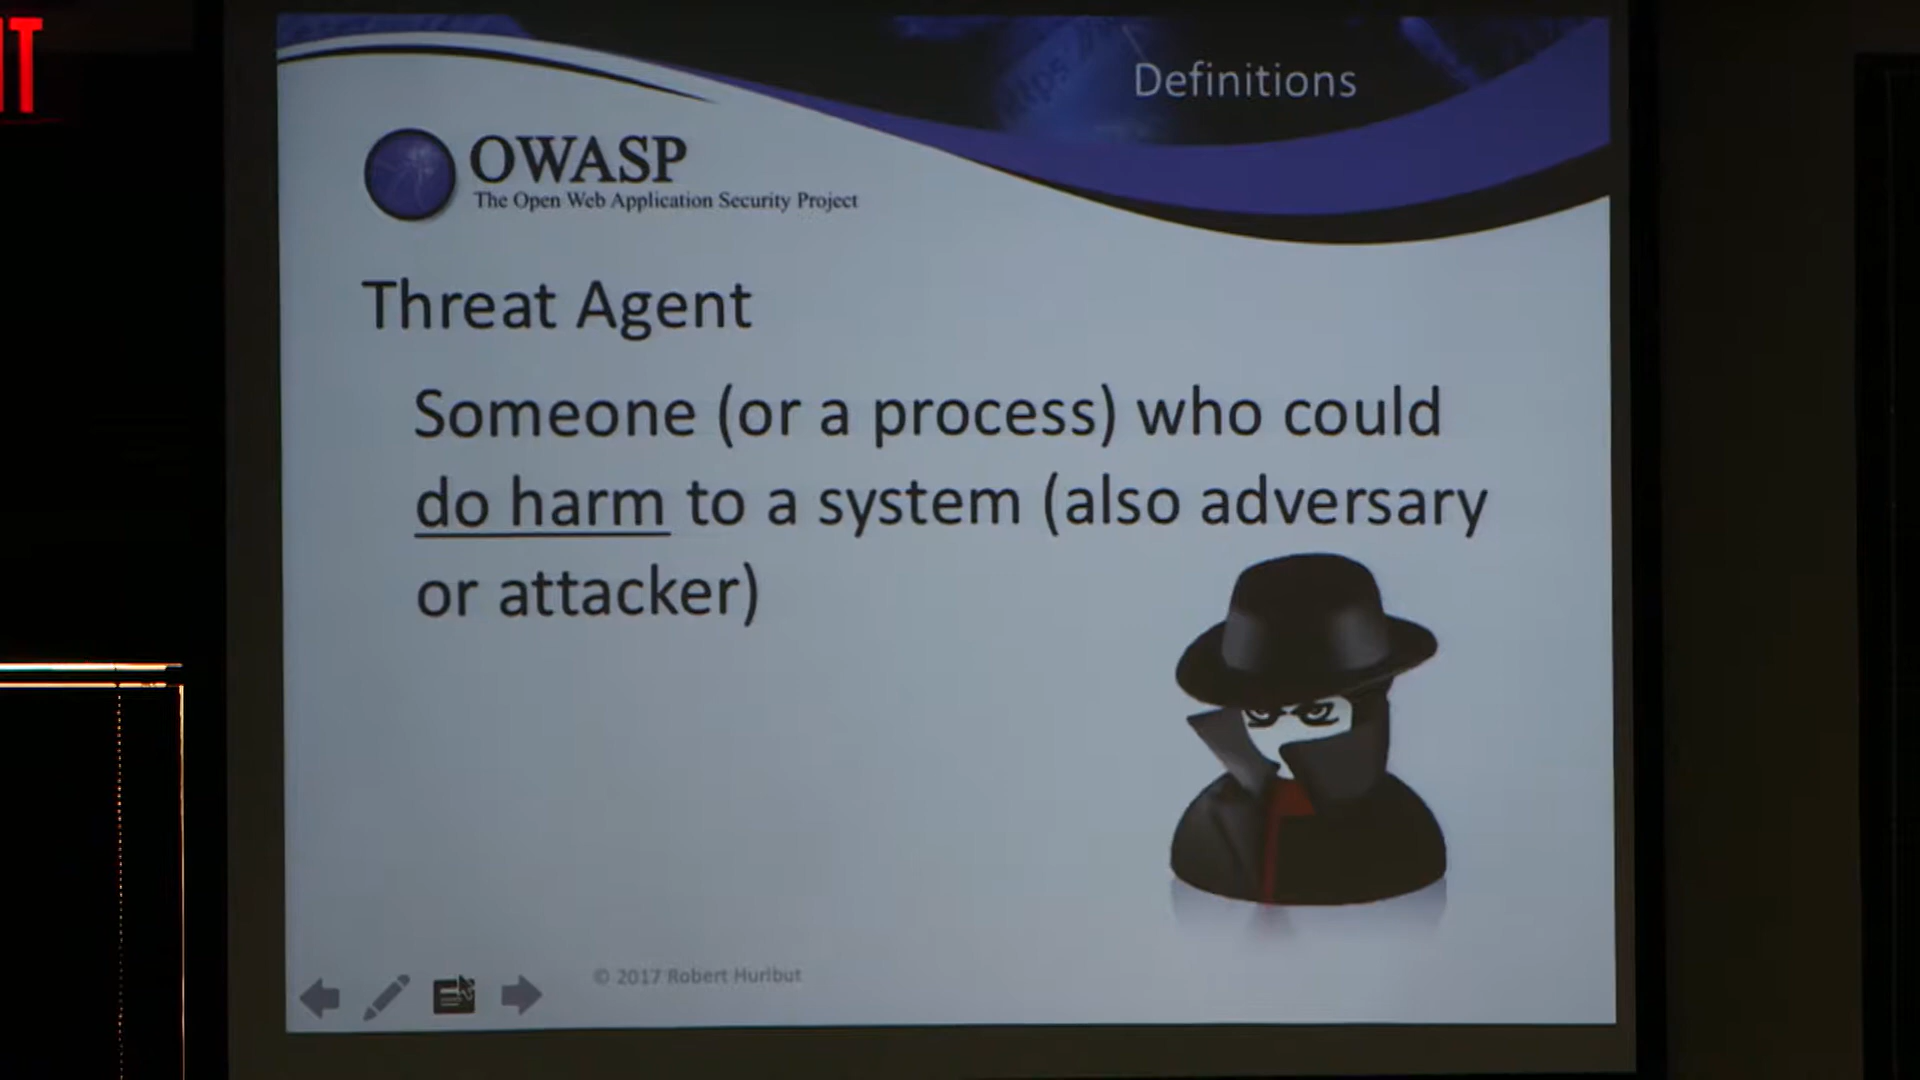 Definitions
OWASP
The Open Web Application Security Project
Threat Agent
Someone (or a process) who could
do harm to a system (also adversary
or attacker)
© 2017 Robert Hurlbut